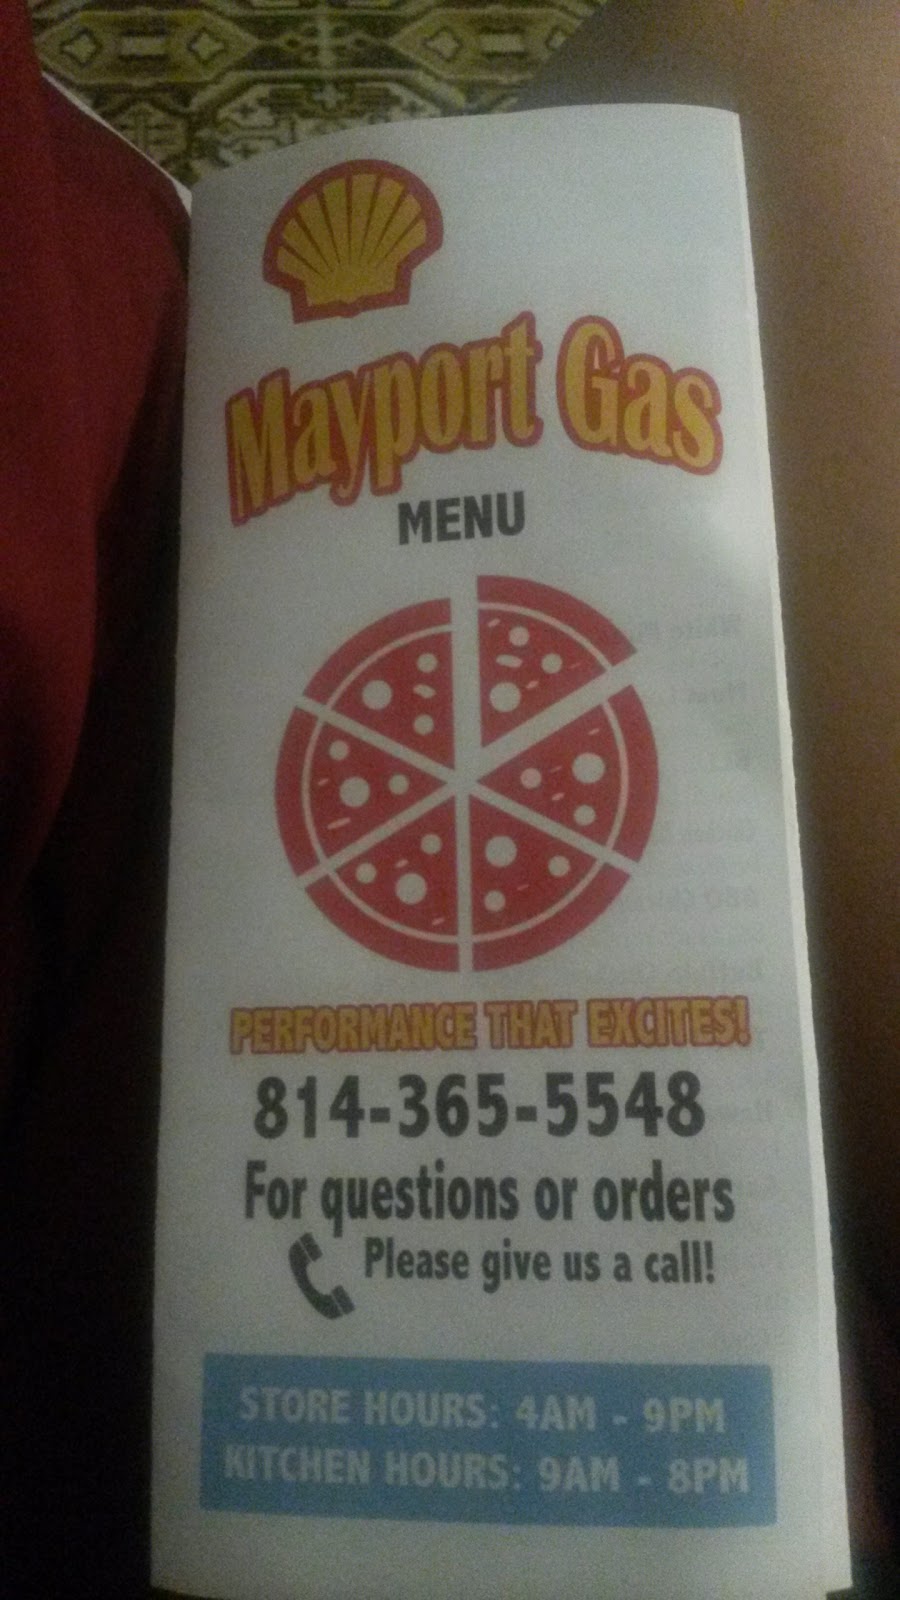 Mayport Gas
MENU
PERFORMANCE THAT EXCITES!
814-365-5548
For questions or orders
Please give us a call!
STORE HOURS: 4AM - 9PM
KITCHEN HOURS: 9AM - 8PM